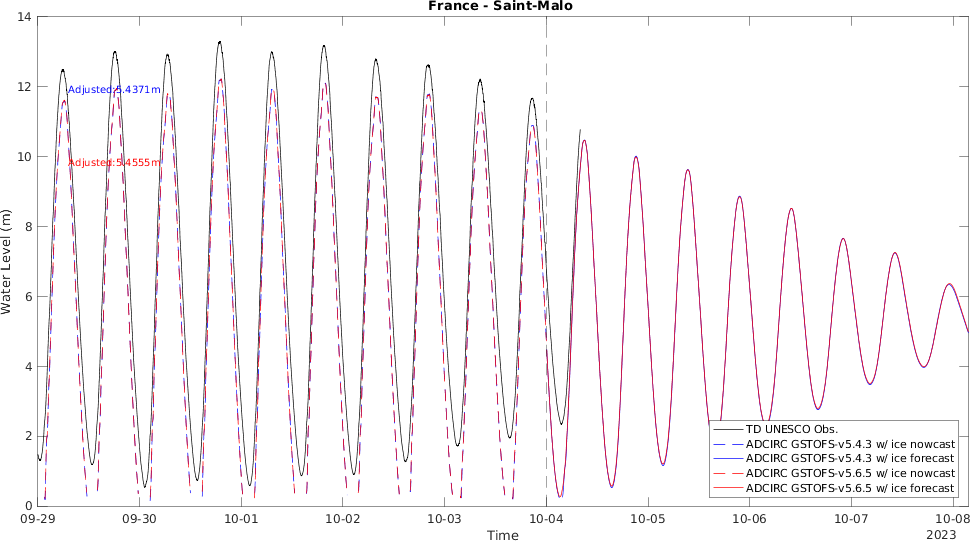 France - Saint-Malo
14
12
10
8
6
4
2
0
Water Level (m)
Adjusted:5.4371m
Adjusted:5.4555m
TD UNESCO Obs.
ADCIRC GSTOFS-v5.4.3 w/ ice nowcast
ADCIRC GSTOFS-v5.4.3 w/ ice forecast
ADCIRC GSTOFS-v5.6.5 w/ ice nowcast
ADCIRC GSTOFS-v5.6.5 w/ ice forecast
09-29 09-30 10-01 10-02 10-03 10-04 10-05 10-06 10-07 10-08
Time
2023